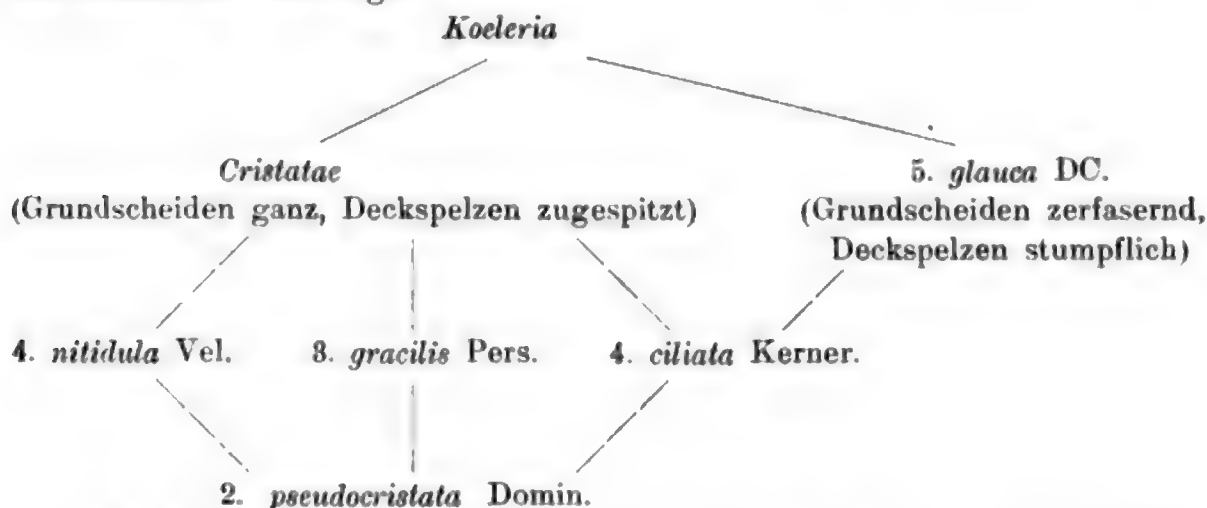 Koeleria
Cristatae
5. glauca DC.
(Grundscheiden ganz, Deckspelzen zugespitzt)
(Grundscheiden zerfasernd,
Deckspelzen stumpflich)
4. nitidula Vel.
3. gracilis Pers.
4. ciliata Kerner.
2. pseudocristata Domin.